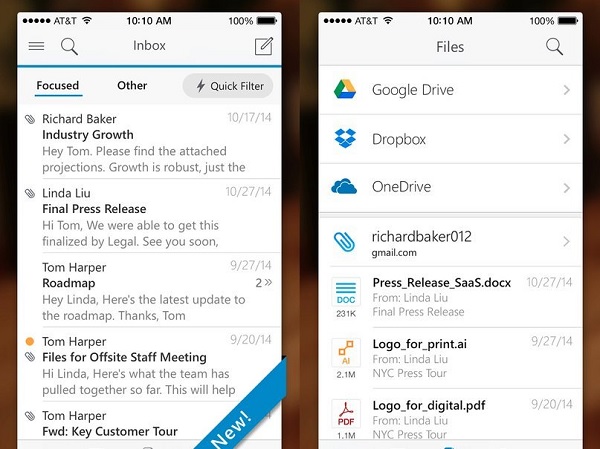 AT&T 10:10 AM 100%
Inbox
Focused Other Quick Filter
Richard Baker 10/17/14
Industry Growth
Hey Tom. Please find the attached
projections. Growth is robust, just the
Linda Liu 10/27/14
Final Press Release
Hi Tom, We were able to get this
finalized by Legal. See you soon,
Tom Harper 9/27/14
Roadmap 2
Hey Linda, Here's the latest update to
the roadmap. Thanks, Tom
Tom Harper 9/20/14
Files for Offsite Staff Meeting
Hi Linda, Here's what the team has
pulled together so far. This will help
Tom Harper
Fwd: Key Customer Tour
New!
AT&T 10:10 AM 100%
Files
Google Drive
Dropbox
OneDrive
richardbaker012
gmail.com
Press_Release_SaaS.docx 10/27/14
DOC From: Linda Liu
231K Final Press Release
Logo_for_print.ai 9/27/14
AI From: Linda Liu
2.1M NYC Press Tour
Logo_for_digital.pdf 9/20/14
PDF From: Linda Liu
1.1M NYC Press Tour